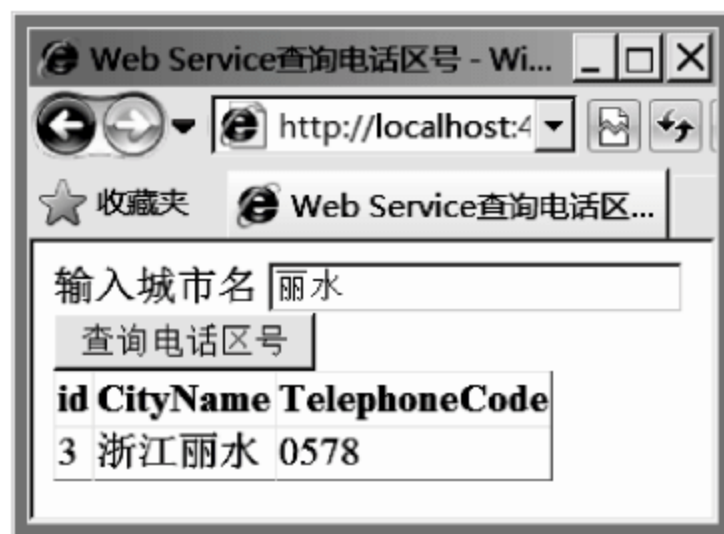 Web Service查询电话区号 - Wi...
http://localhost:4
收藏夹 Web Service查询电话区...
输入城市名 丽水
查询电话区号
id CityName TelephoneCode
3 浙江丽水 0578